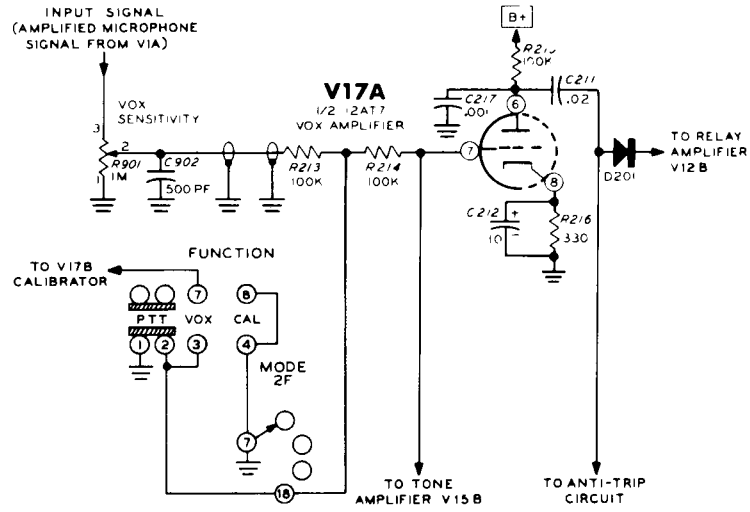 INPUT SIGNAL
(AMPLIFIED MICROPHONE
SIGNAL FROM V1A)
B+
100K
C211
.02
C217
.001
6
V17A
1/2 12AT7
VOX AMPLIFIER
VOX
SENSITIVITY
3
2
1
R901
1M
C902
500 PF
R213
100K
R214
100K
7
8
TO RELAY
AMPLIFIER
V12B
D201
C212
+
-
10
R216
330
FUNCTION
TO V17B
CALIBRATOR
7
8
PTT
VOX
CAL
1
2
3
4
MODE
2F
7
18
TO TONE
AMPLIFIER V15B
TO ANTI-TRIP
CIRCUIT